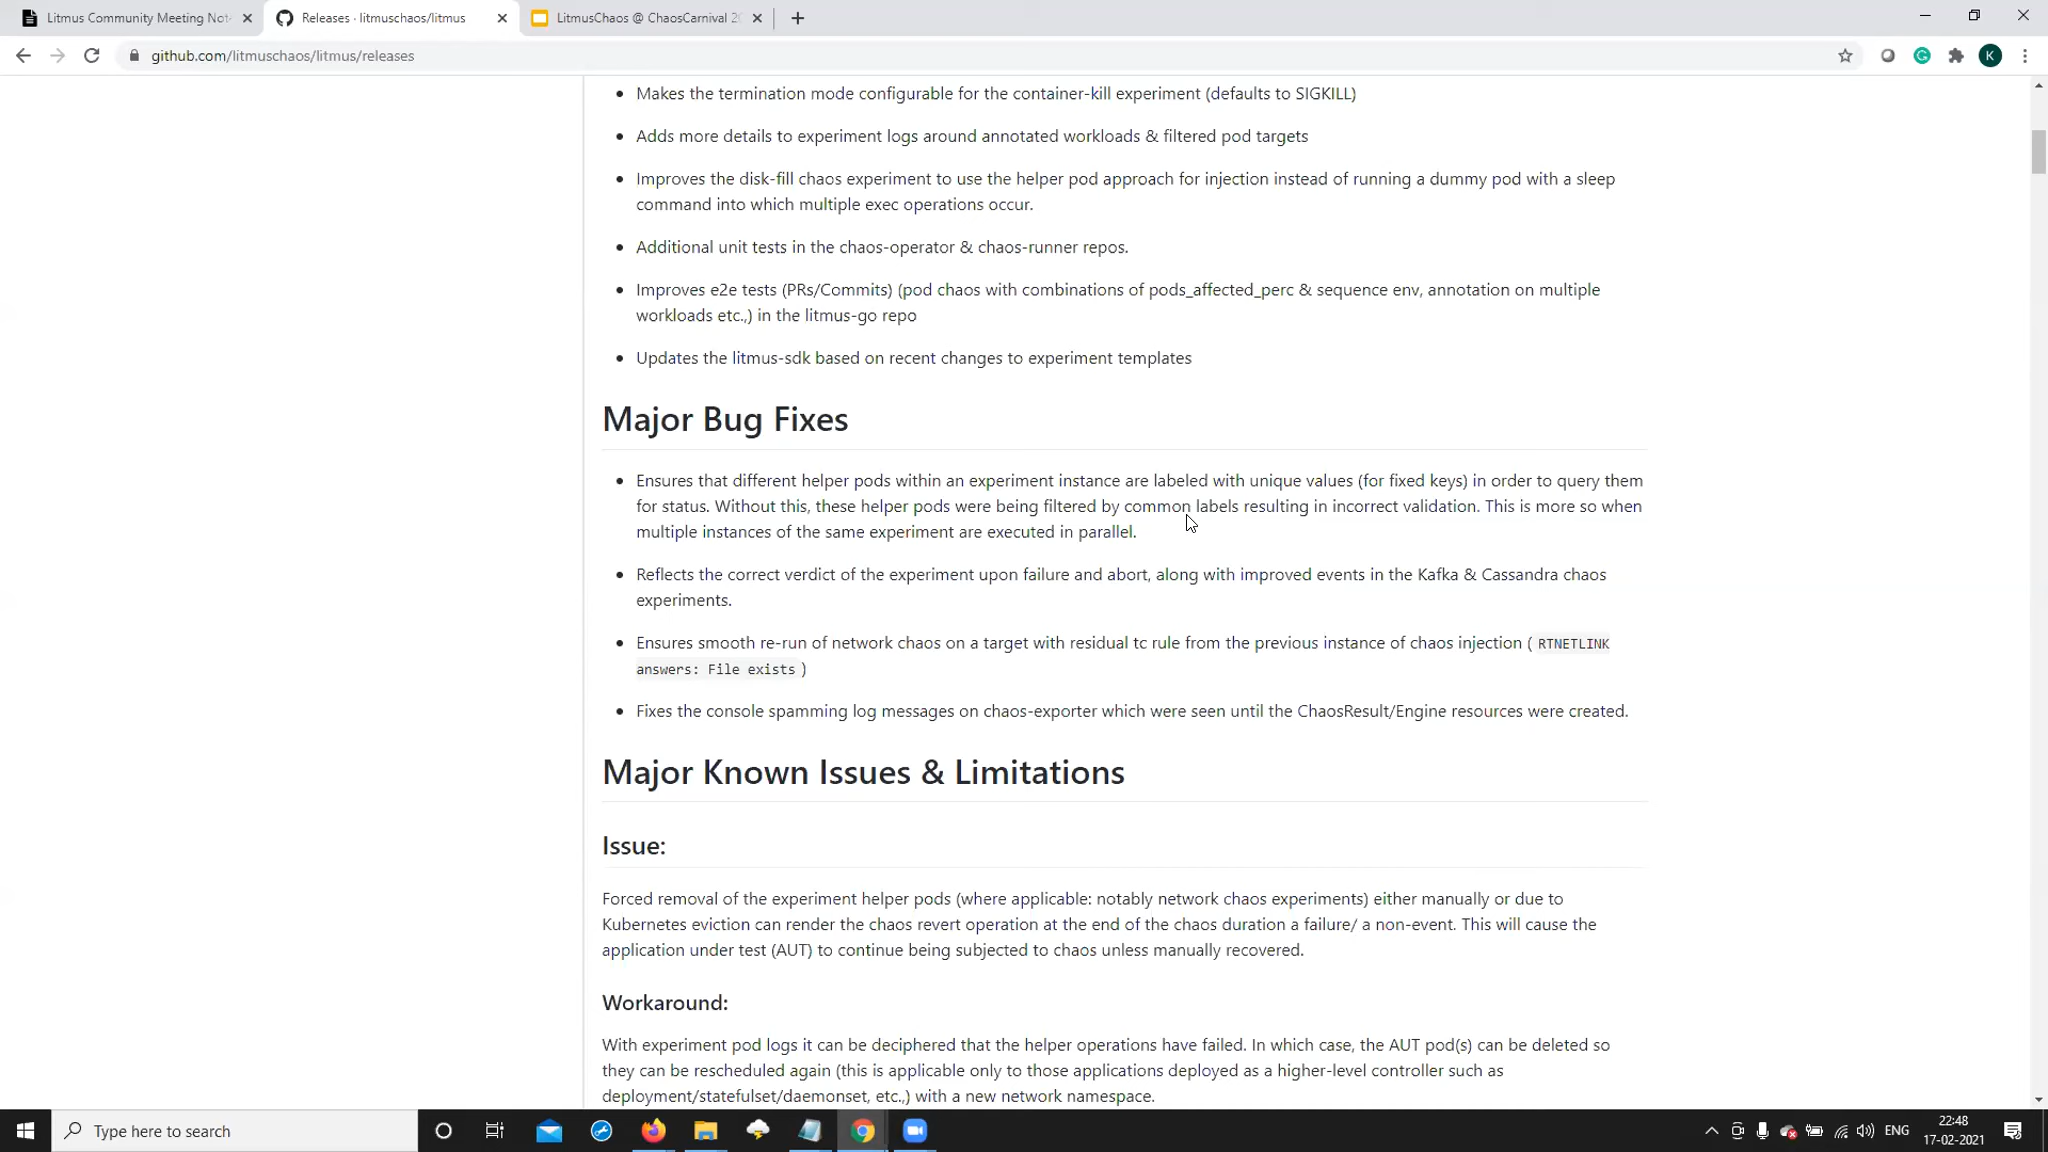 Litmus Community Meeting Not
Releases · litmuschaos/litmus
LitmusChaos @ ChaosCarnival 20
github.com/litmuschaos/litmus/releases
K
Makes the termination mode configurable for the container-kill experiment (defaults to SIGKILL)
Adds more details to experiment logs around annotated workloads & filtered pod targets
Improves the disk-fill chaos experiment to use the helper pod approach for injection instead of running a dummy pod with a sleep
command into which multiple exec operations occur.
Additional unit tests in the chaos-operator & chaos-runner repos.
Improves e2e tests (PRs/Commits) (pod chaos with combinations of pods_affected_perc & sequence env, annotation on multiple
workloads etc.,) in the litmus-go repo
Updates the litmus-sdk based on recent changes to experiment templates
Major Bug Fixes
Ensures that different helper pods within an experiment instance are labeled with unique values (for fixed keys) in order to query them
for status. Without this, these helper pods were being filtered by common labels resulting in incorrect validation. This is more so when
multiple instances of the same experiment are executed in parallel.
Reflects the correct verdict of the experiment upon failure and abort, along with improved events in the Kafka & Cassandra chaos
experiments.
Ensures smooth re-run of network chaos on a target with residual tc rule from the previous instance of chaos injection ( RTNETLINK
answers: File exists )
Fixes the console spamming log messages on chaos-exporter which were seen until the ChaosResult/Engine resources were created.
Major Known Issues & Limitations
Issue:
Forced removal of the experiment helper pods (where applicable: notably network chaos experiments) either manually or due to
Kubernetes eviction can render the chaos revert operation at the end of the chaos duration a failure/ a non-event. This will cause the
application under test (AUT) to continue being subjected to chaos unless manually recovered.
Workaround:
With experiment pod logs it can be deciphered that the helper operations have failed. In which case, the AUT pod(s) can be deleted so
they can be rescheduled again (this is applicable only to those applications deployed as a higher-level controller such as
deployment/statefulset/daemonset, etc.,) with a new network namespace.
Type here to search
ENG
22:48
17-02-2021